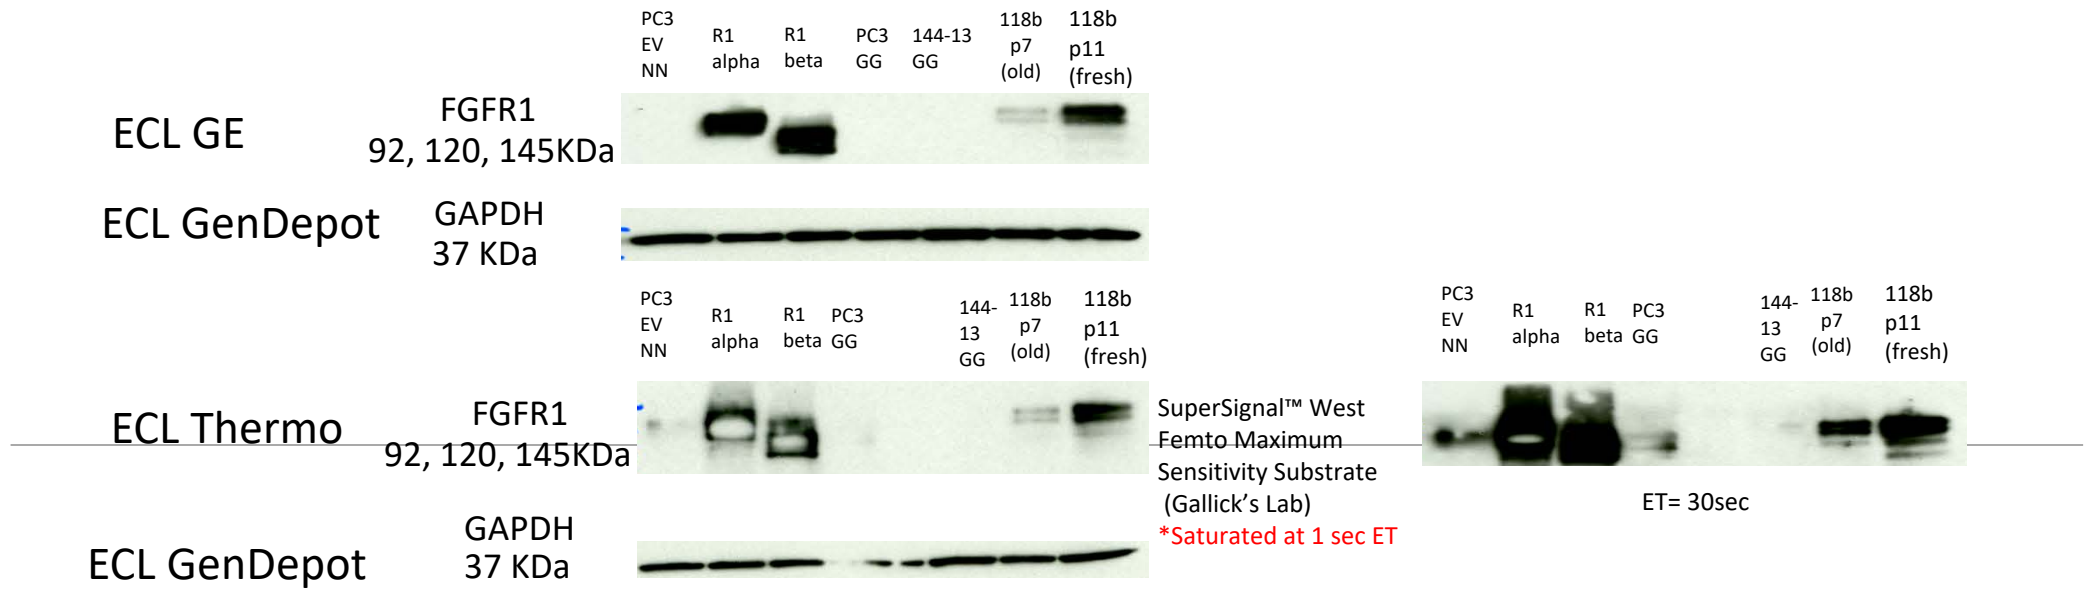 PC3
EV
NN
R1
alpha
R1
beta
PC3
GG
144-13
GG
118b
p7
(old)
118b
p11
(fresh)
ECL GE
FGFR1
92, 120, 145KDa
ECL GenDepot
GAPDH
37 KDa
PC3
EV
NN
R1
alpha
R1
beta
PC3
GG
144-
13
GG
118b
p7
(old)
118b
p11
(fresh)
PC3
EV
NN
R1
alpha
R1
beta
PC3
GG
144-
13
GG
118b
p7
(old)
118b
p11
(fresh)
ECL Thermo
FGFR1
92, 120, 145KDa
SuperSignal™ West
Femto Maximum
Sensitivity Substrate
(Gallick’s Lab)
*Saturated at 1 sec ET
ET= 30sec
ECL GenDepot
GAPDH
37 KDa